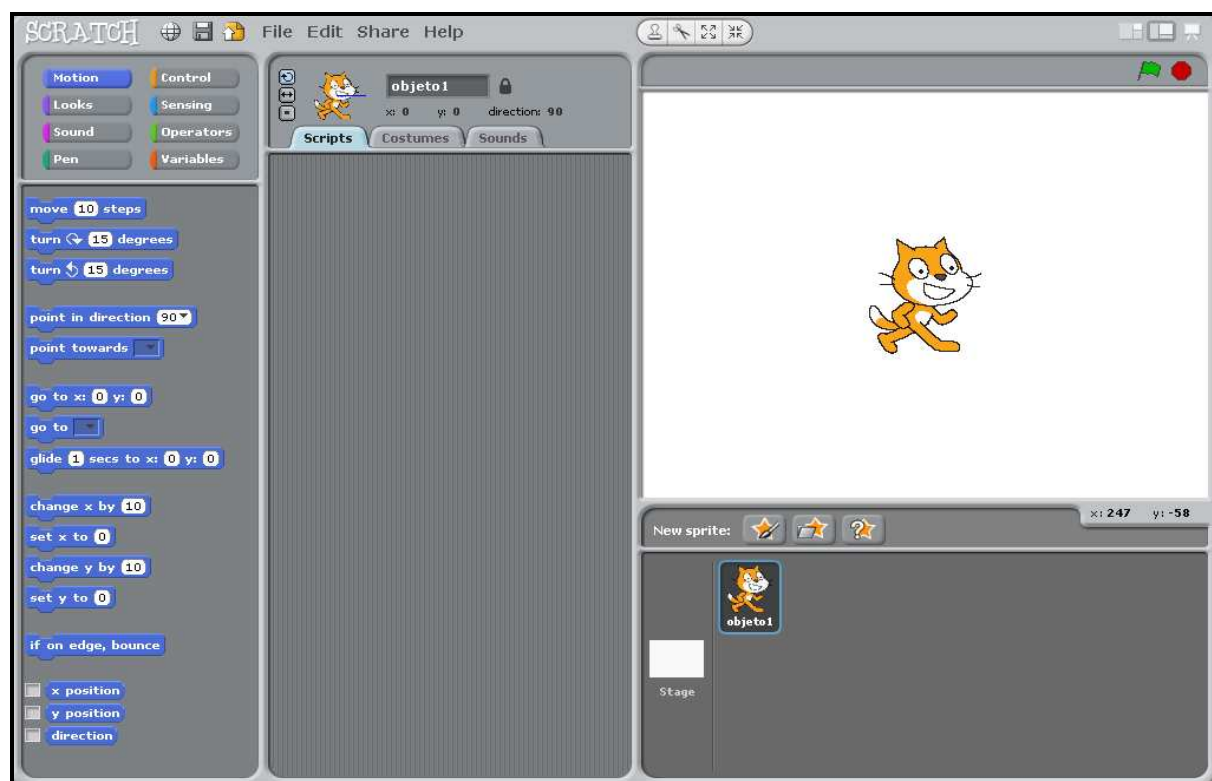 SCRATCH File Edit Share Help
Motion Control
Looks Sensing
Sound Operators
Pen Variables
move 10 steps
turn 15 degrees
turn 15 degrees
point in direction 90
point towards
go to x: 0 y: 0
go to
glide 1 secs to x: 0 y: 0
change x by 10
set x to 0
change y by 10
set y to 0
if on edge, bounce
x position
y position
direction
objeto1
x: 0 y: 0 direction: 90
Scripts Costumes Sounds
x: 247 y: -58
New sprite:
objeto1
Stage